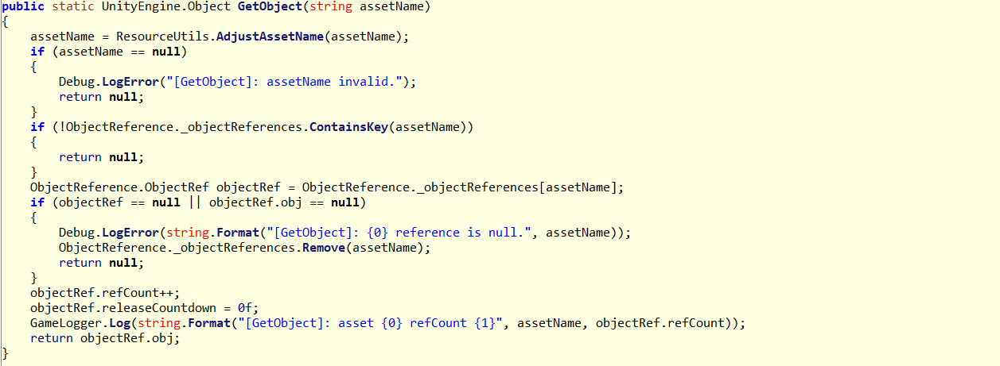 public static UnityEngine.Object GetObject(string assetName)
{
    assetName = ResourceUtils.AdjustAssetName(assetName);
    if (assetName == null)
    {
        Debug.LogError("[GetObject]: assetName invalid.");
        return null;
    }
    if (!ObjectReference._objectReferences.ContainsKey(assetName))
    {
        return null;
    }
    ObjectReference.ObjectRef objectRef = ObjectReference._objectReferences[assetName];
    if (objectRef == null || objectRef.obj == null)
    {
        Debug.LogError(string.Format("[GetObject]: {0} reference is null.", assetName));
        ObjectReference._objectReferences.Remove(assetName);
        return null;
    }
    objectRef.refCount++;
    objectRef.releaseCountdown = 0f;
    GameLogger.Log(string.Format("[GetObject]: asset {0} refCount {1}", assetName, objectRef.refCount));
    return objectRef.obj;
}